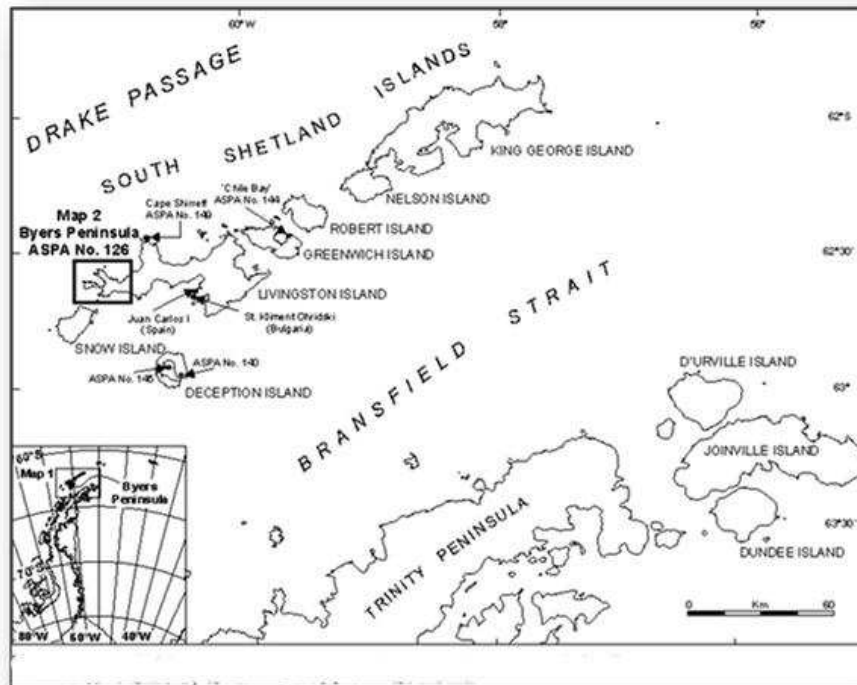 60°W 58° 56°
DRAKE PASSAGE
SOUTH SHETLAND ISLANDS
62°S
KING GEORGE ISLAND
NELSON ISLAND
'Chile Bay'
ASPA No. 144
Cape Shirreff
ASPA No. 149
ROBERT ISLAND
Map 2
Byers Peninsula
ASPA No. 126
GREENWICH ISLAND
62°30'
LIVINGSTON ISLAND
Juan Carlos I
(Spain)
St. Kliment Ohridski
(Bulgaria)
SNOW ISLAND
ASPA No. 140
ASPA No. 145
DECEPTION ISLAND
BRANSFIELD STRAIT
D'URVILLE ISLAND
63°
JOINVILLE ISLAND
63°30'
DUNDEE ISLAND
TRINITY PENINSULA
0 Km 60
60°S
Map 1
Byers
Peninsula
70°S
80°W 60°W 40°W